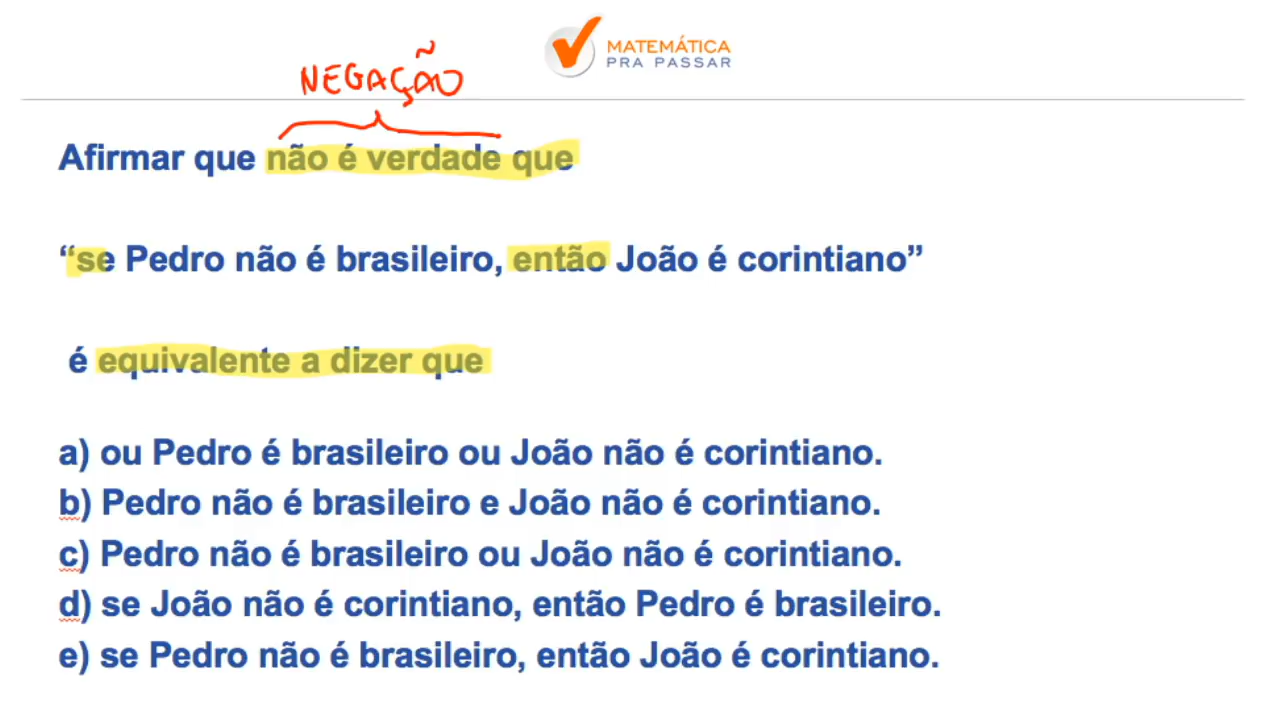 MATEMÁTICA
PRA PASSAR
NEGAÇÃO
Afirmar que não é verdade que
“se Pedro não é brasileiro, então João é corintiano”
é equivalente a dizer que
a) ou Pedro é brasileiro ou João não é corintiano.
b) Pedro não é brasileiro e João não é corintiano.
c) Pedro não é brasileiro ou João não é corintiano.
d) se João não é corintiano, então Pedro é brasileiro.
e) se Pedro não é brasileiro, então João é corintiano.